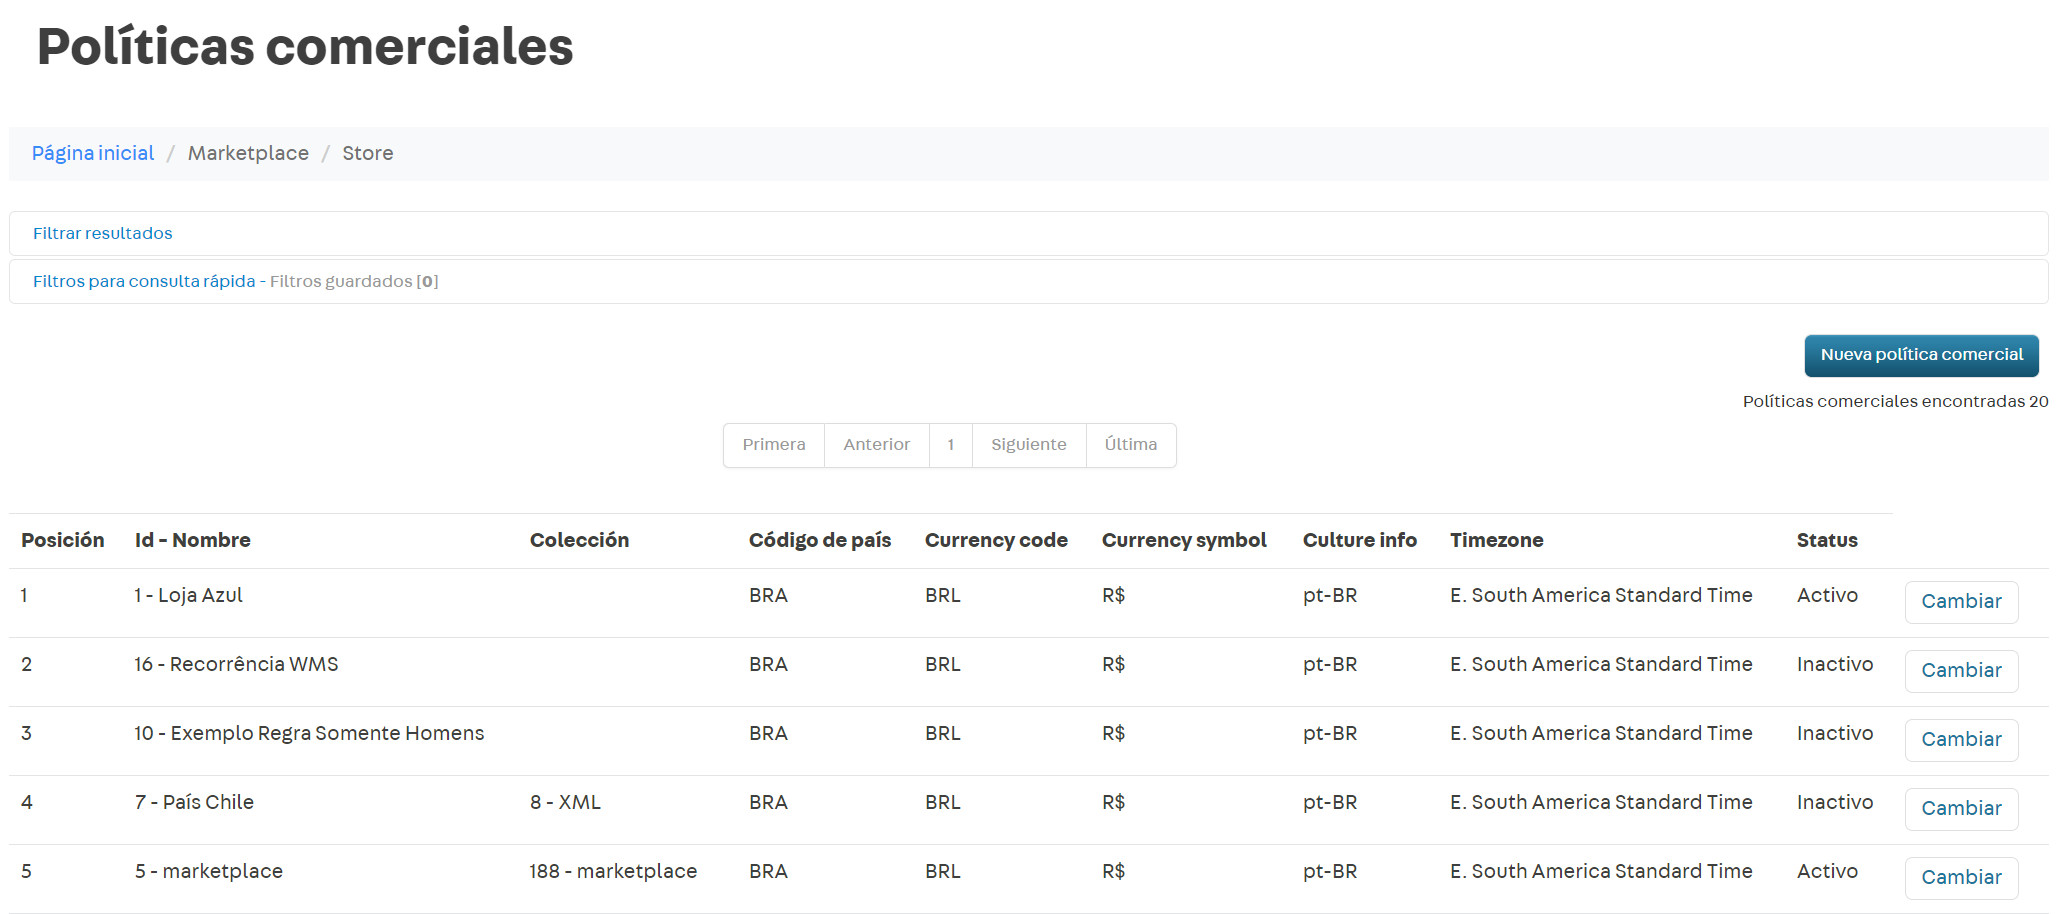 Políticas comerciales
Página inicial / Marketplace / Store
Filtrar resultados
Filtros para consulta rápida - Filtros guardados [0]
Nueva política comercial
Políticas comerciales encontradas 20
Primera Anterior 1 Siguiente Última
Posición Id - Nombre Colección Código de país Currency code Currency symbol Culture info Timezone Status
1 1 - Loja Azul BRA BRL R$ pt-BR E. South America Standard Time Activo Cambiar
2 16 - Recorrência WMS BRA BRL R$ pt-BR E. South America Standard Time Inactivo Cambiar
3 10 - Exemplo Regra Somente Homens BRA BRL R$ pt-BR E. South America Standard Time Inactivo Cambiar
4 7 - País Chile 8 - XML BRA BRL R$ pt-BR E. South America Standard Time Inactivo Cambiar
5 5 - marketplace 188 - marketplace BRA BRL R$ pt-BR E. South America Standard Time Activo Cambiar